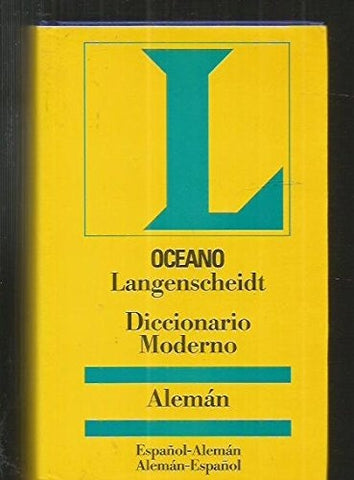 L
OCEANO
Langenscheidt
Diccionario
Moderno
Alemán
Español-Alemán
Alemán-Español